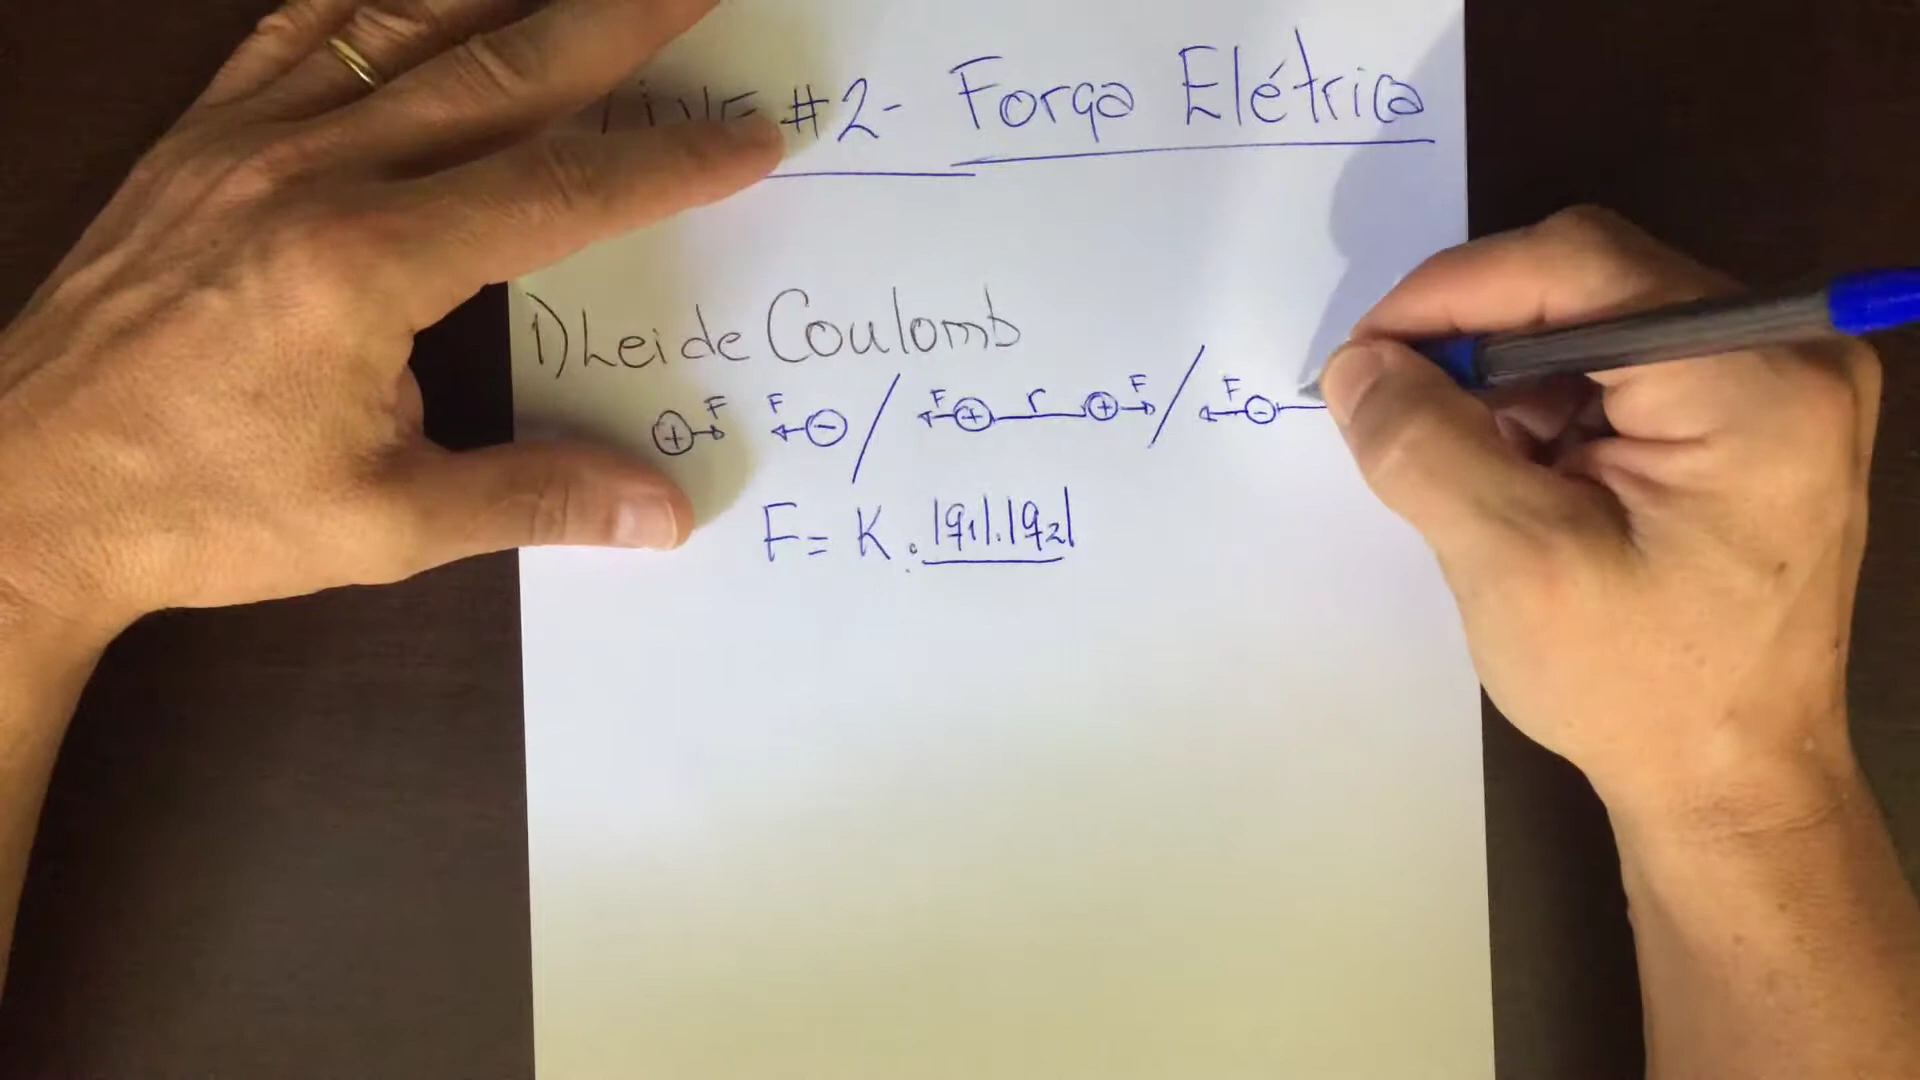 #2- Força Elétrica
1) Lei de Coulomb
+ F F - / F + r + F / F -
F = K . |q1|.|q2|